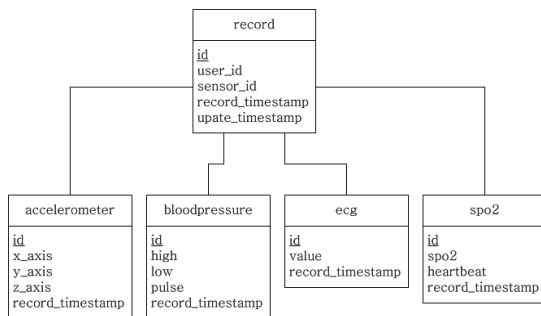 record
id
user_id
sensor_id
record_timestamp
upate_timestamp
accelerometer
id
x_axis
y_axis
z_axis
record_timestamp
bloodpressure
id
high
low
pulse
record_timestamp
ecg
id
value
record_timestamp
spo2
id
spo2
heartbeat
record_timestamp